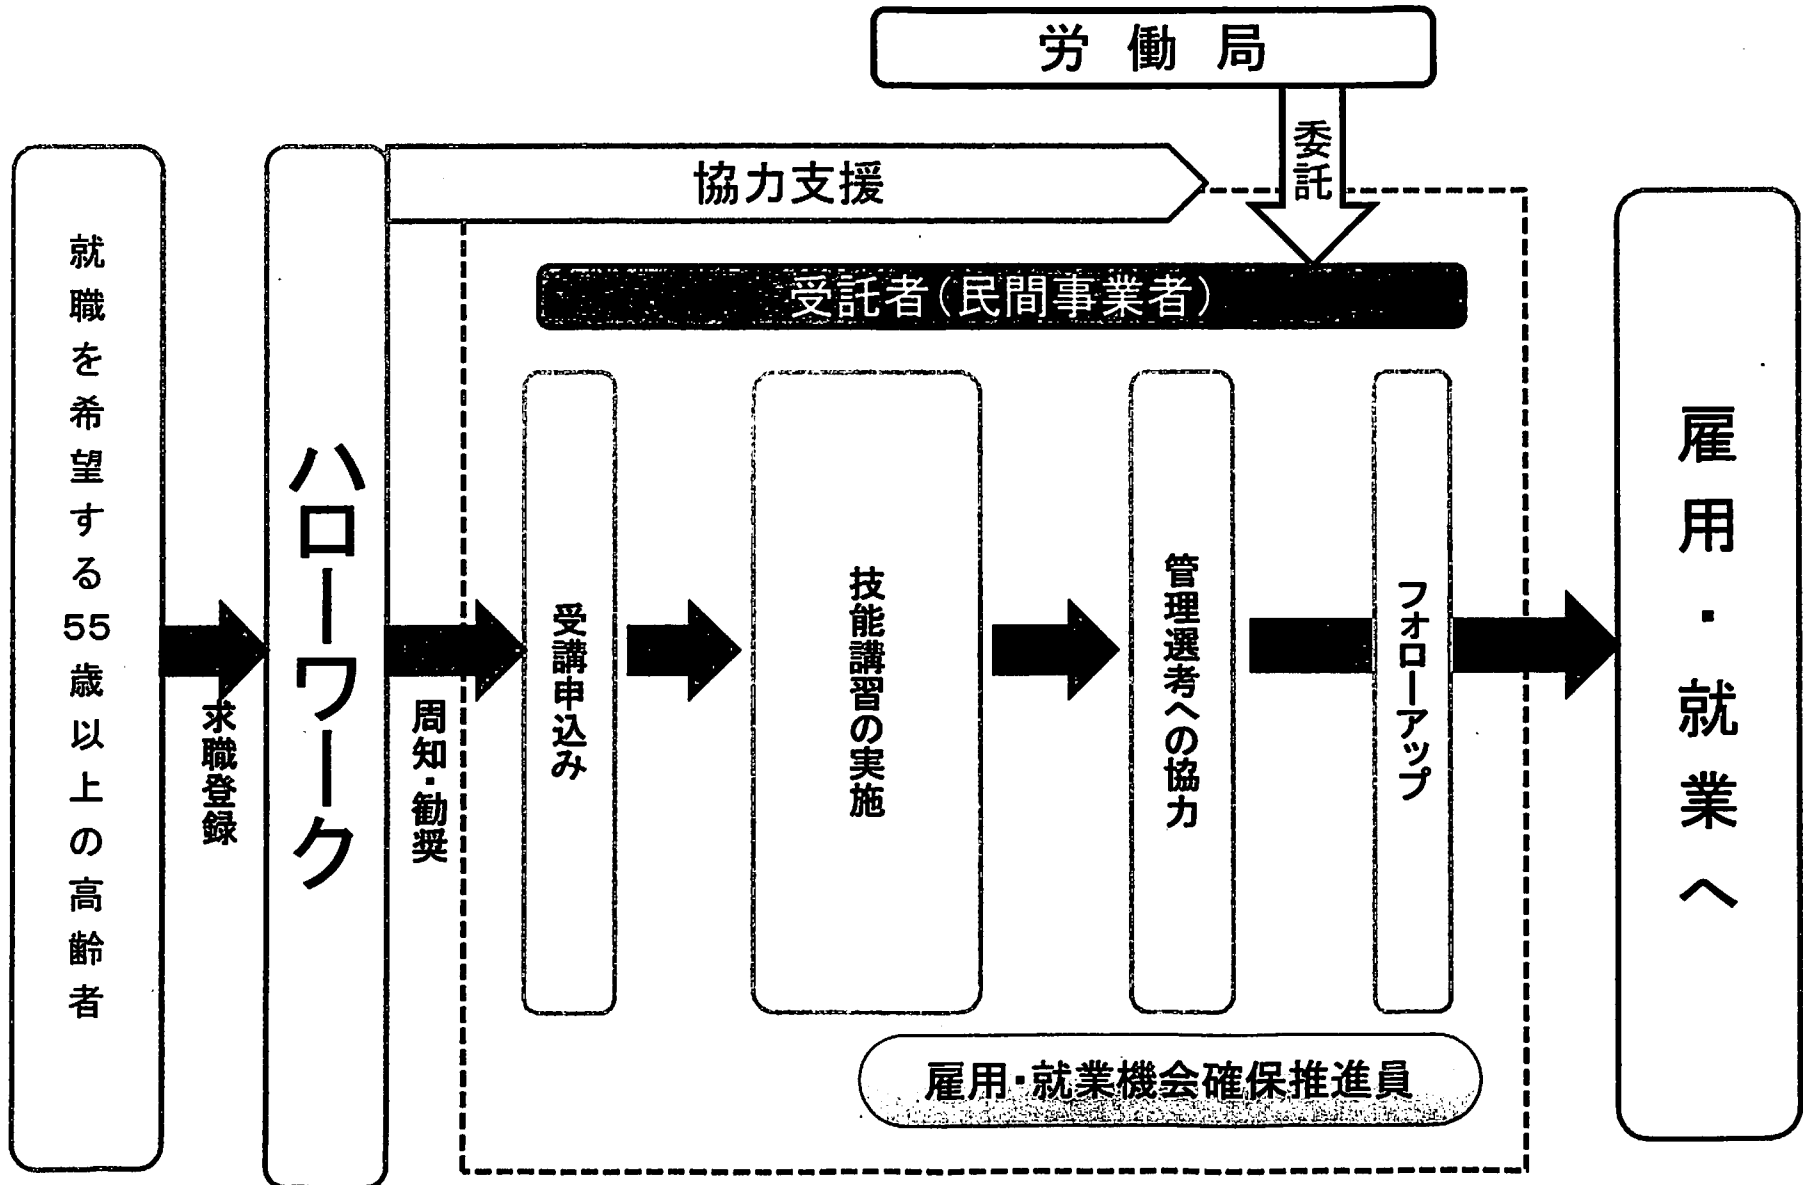 労働局
委託
協力支援
就職を希望する55歳以上の高齢者
求職登録
ハローワーク
周知・勧奨
受託者(民間事業者)
受講申込み
技能講習の実施
管理選考への協力
フォローアップ
雇用・就業機会確保推進員
雇用・就業へ